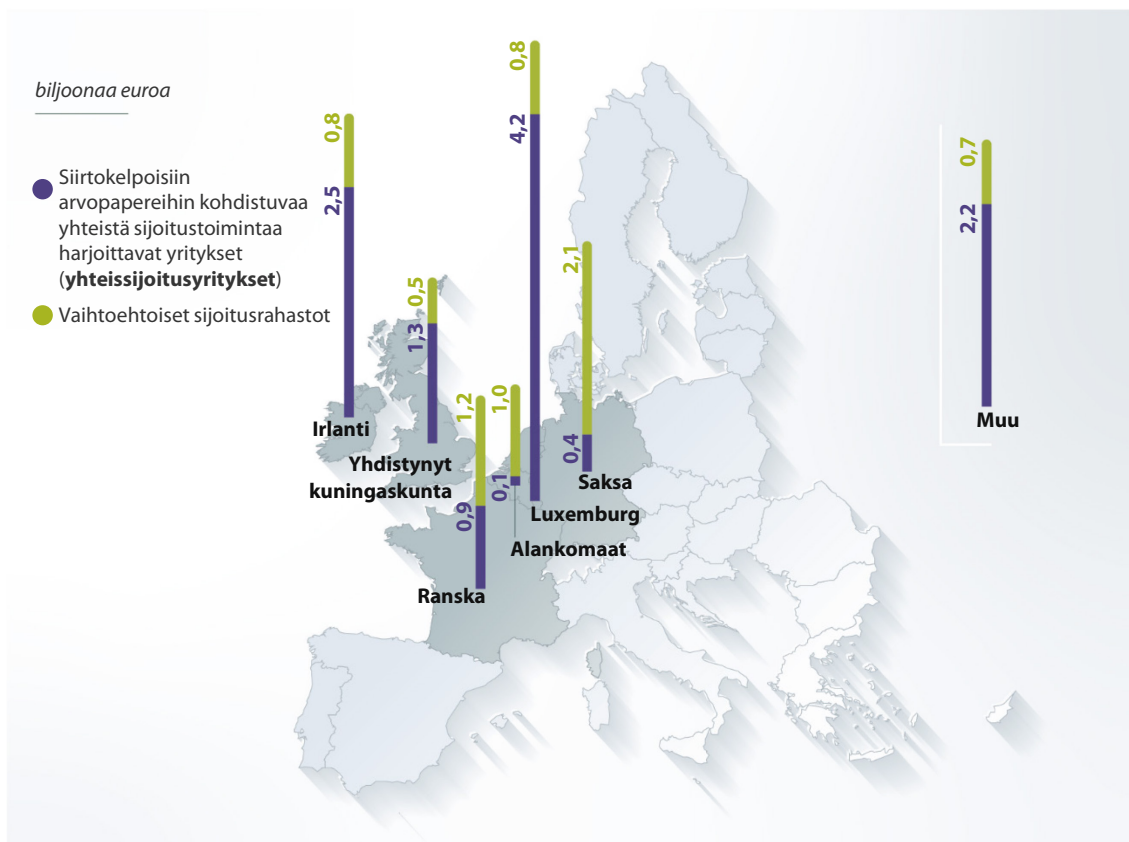 biljoonaa euroa
Siirtokelpoisiin
arvopapereihin kohdistuvaa
yhteistä sijoitustoimintaa
harjoittavat yritykset
(yhteissijoitusyritykset)
Vaihtoehtoiset sijoitusrahastot
0,8
2,5
Irlanti
0,5
1,3
Yhdistynyt
kuningaskunta
1,2
0,9
Ranska
1,0
0,1
Alankomaat
0,8
4,2
Luxemburg
2,1
0,4
Saksa
0,7
2,2
Muu